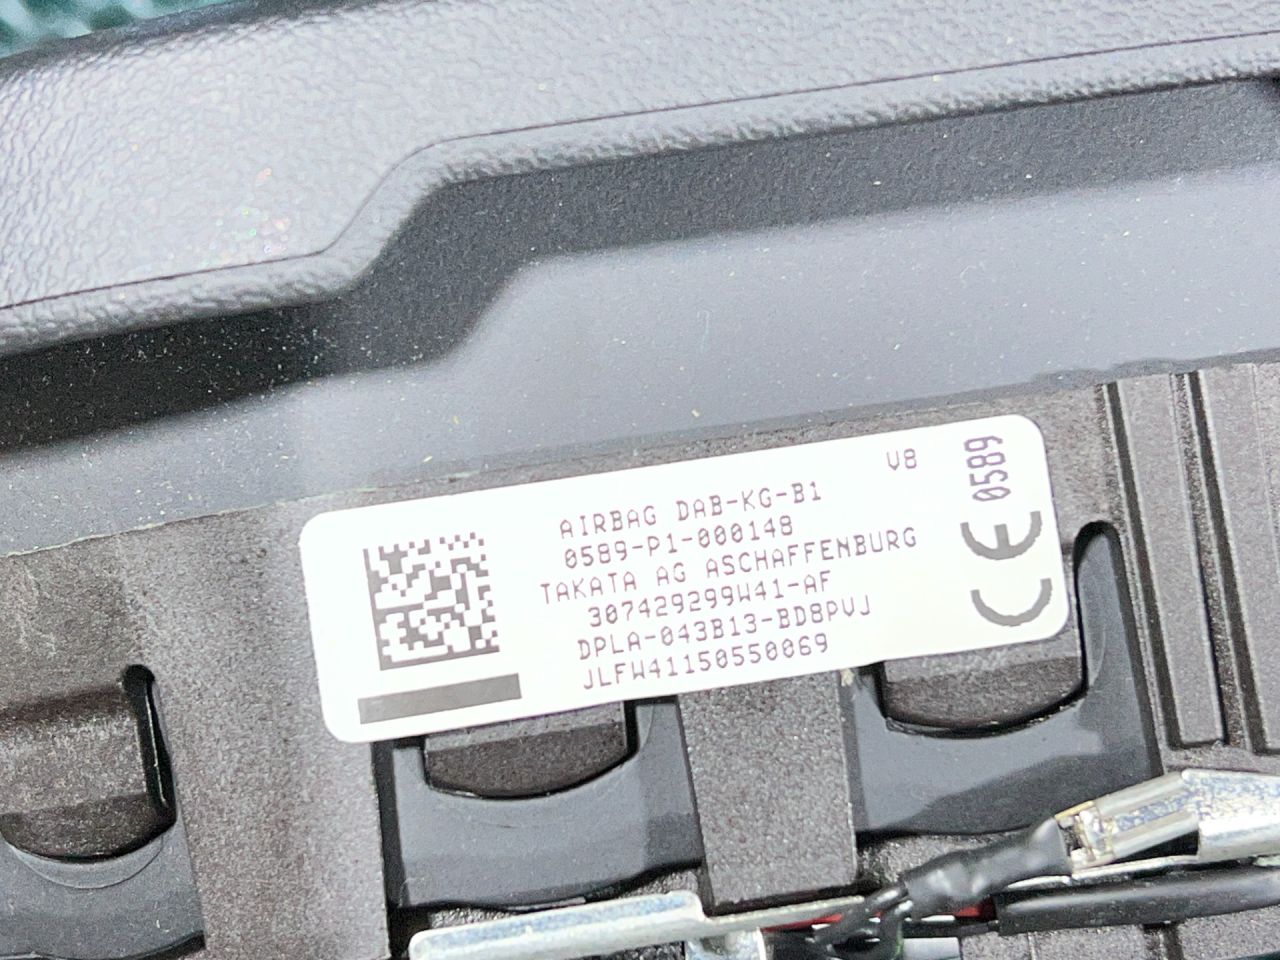 V8
AIRBAG DAB-KG-B1
0589-P1-000148
TAKATA AG ASCHAFFENBURG
307429299W41-AF
DPLA-043B13-BD8PVJ
JLFW41150550069
CE 0589